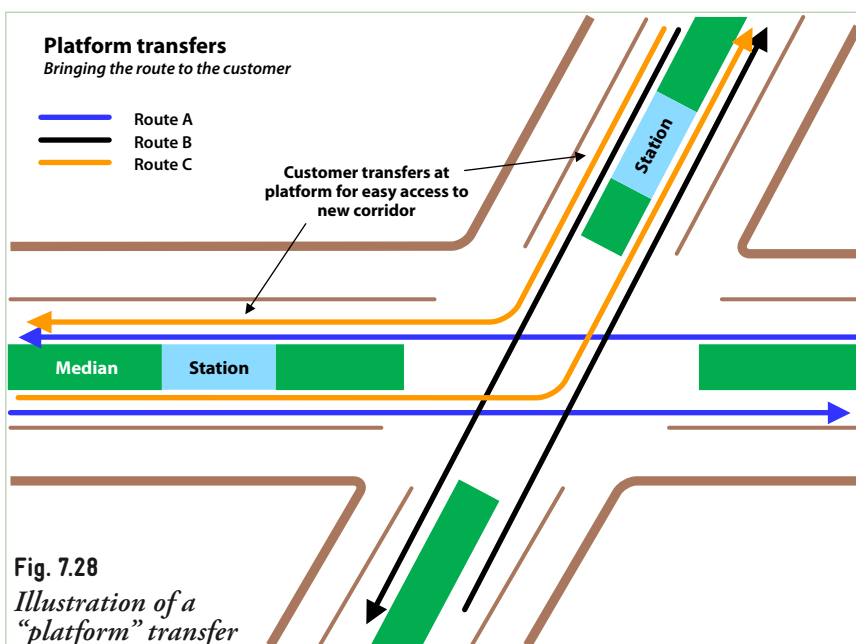 Platform transfers
Bringing the route to the customer
Route A
Route B
Route C
Customer transfers at
platform for easy access to
new corridor
Station
Median
Station
Fig. 7.28
Illustration of a
“platform” transfer